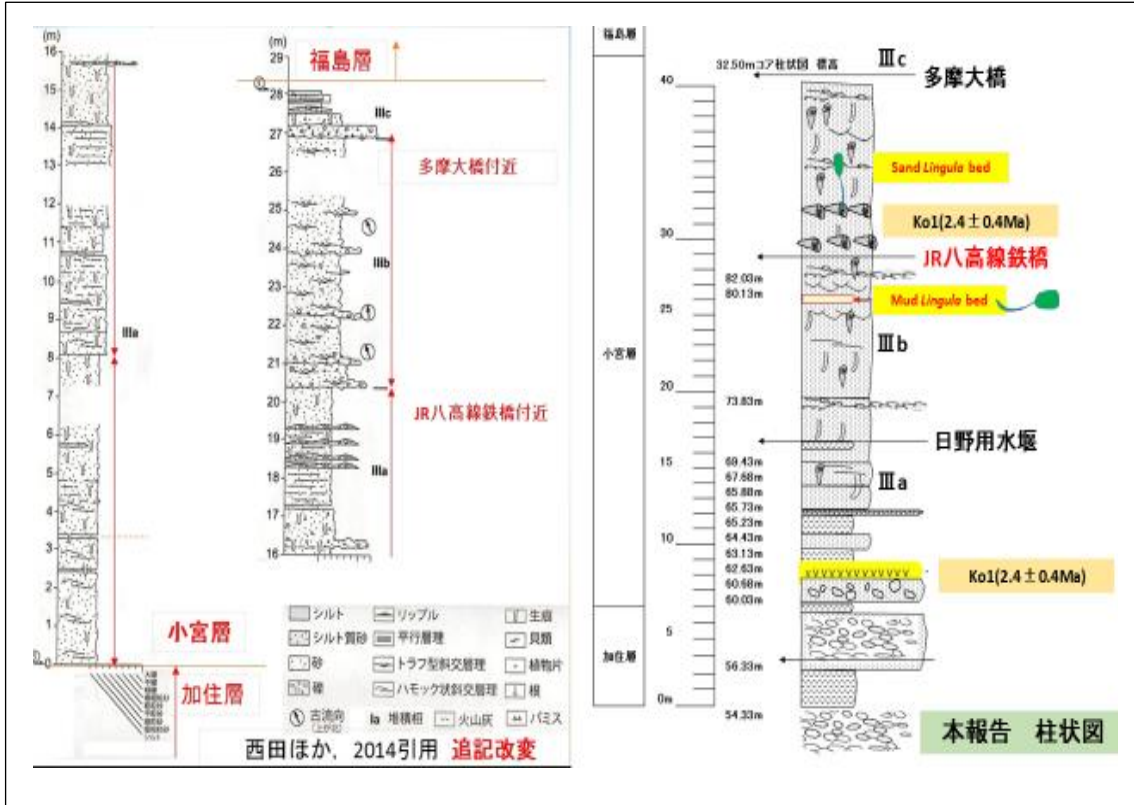 (m)
16
15
14
13
12
11
10
9
8
7
6
5
4
3
2
1
0
IIIa
小宮層
加住層
(m)
29
28
27
26
25
24
23
22
21
20
19
18
17
16
福島層
IIIc
多摩大橋付近
IIIb
JR八高線鉄橋付近
IIIa
シルト
リップル
生痕
シルト質砂
平行層理
貝類
砂
トラフ型斜交層理
植物片
礫
ハモック状斜交層理
根
古流向
(上が北)
Ia 堆積相
火山灰
パミス
西田ほか、2014引用 追記改変
福島層
小宮層
加住層
32.50mコア柱状図 標高
40
30
25
20
15
10
5
0m
82.03m
80.13m
73.83m
69.43m
67.68m
65.88m
65.73m
65.23m
64.43m
63.13m
62.63m
60.68m
60.03m
56.33m
54.33m
Ⅲc
多摩大橋
Sand Lingula bed
Ko1(2.4±0.4Ma)
JR八高線鉄橋
Mud Lingula bed
Ⅲb
日野用水堰
Ⅲa
Ko1(2.4±0.4Ma)
本報告 柱状図